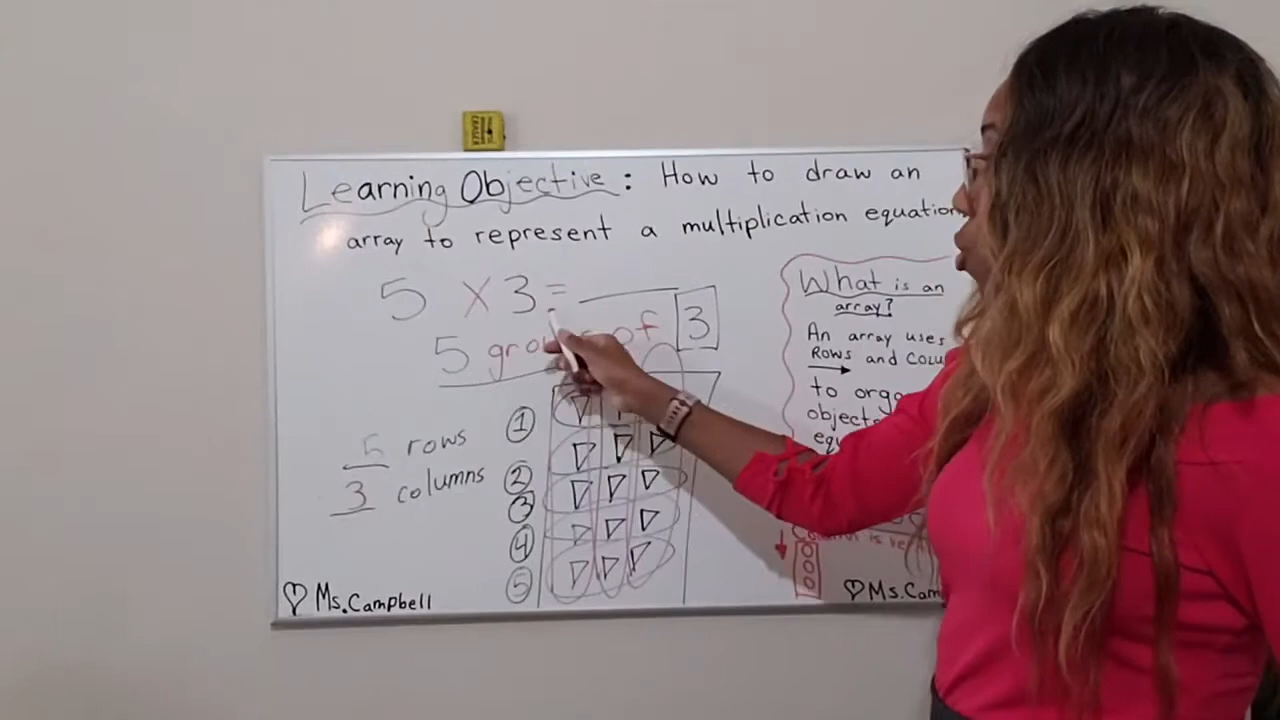 ERASER
Learning Objective: How to draw an
array to represent a multiplication equation
5 x 3 =
5 of 3
5 rows
3 columns
1
2
3
4
5
♡ Ms. Campbell
What is an
array?
An array uses
ROWS and
to
♡ Ms.